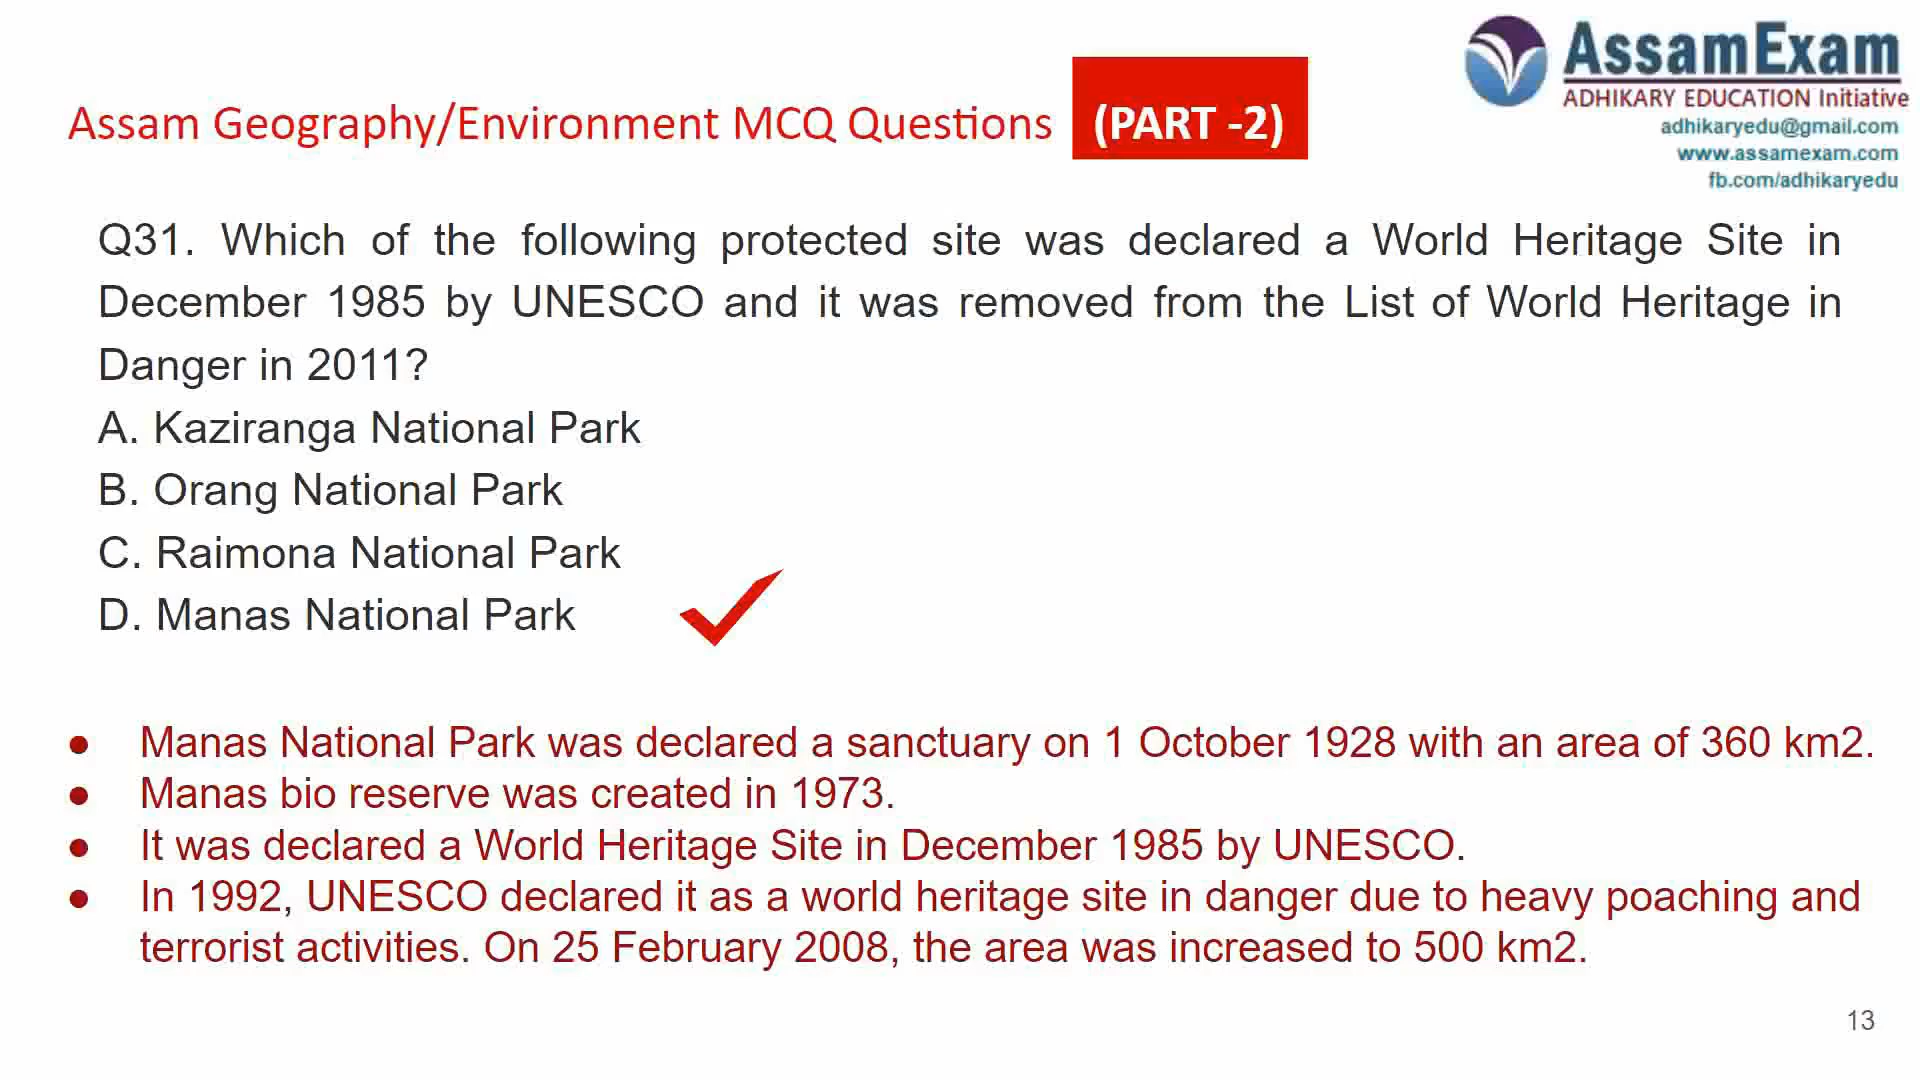 AssamExam
ADHIKARY EDUCATION Initiative
adhikaryedu@gmail.com
www.assamexam.com
fb.com/adhikaryedu
Assam Geography/Environment MCQ Questions (PART -2)
Q31. Which of the following protected site was declared a World Heritage Site in
December 1985 by UNESCO and it was removed from the List of World Heritage in
Danger in 2011?
A. Kaziranga National Park
B. Orang National Park
C. Raimona National Park
D. Manas National Park
● Manas National Park was declared a sanctuary on 1 October 1928 with an area of 360 km2.
● Manas bio reserve was created in 1973.
● It was declared a World Heritage Site in December 1985 by UNESCO.
● In 1992, UNESCO declared it as a world heritage site in danger due to heavy poaching and
terrorist activities. On 25 February 2008, the area was increased to 500 km2.
13